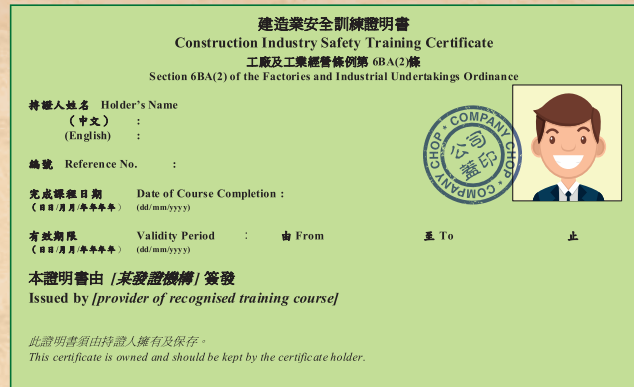 建造業安全訓練證明書
Construction Industry Safety Training Certificate
工廠及工業經營條例第 6BA(2)條
Section 6BA(2) of the Factories and Industrial Undertakings Ordinance
持證人姓名 Holder's Name
（中文） :
(English) :
COMPANY CHOP * COMPANY CHOP *
公司
蓋印
編號 Reference No. :
完成課程日期 Date of Course Completion :
（日日/月月/年年年年） (dd/mm/yyyy)
有效期限 Validity Period : 由 From 至 To 止
（日日/月月/年年年年） (dd/mm/yyyy)
本證明書由 [某發證機構] 簽發
Issued by [provider of recognised training course]
此證明書須由持證人擁有及保存。
This certificate is owned and should be kept by the certificate holder.